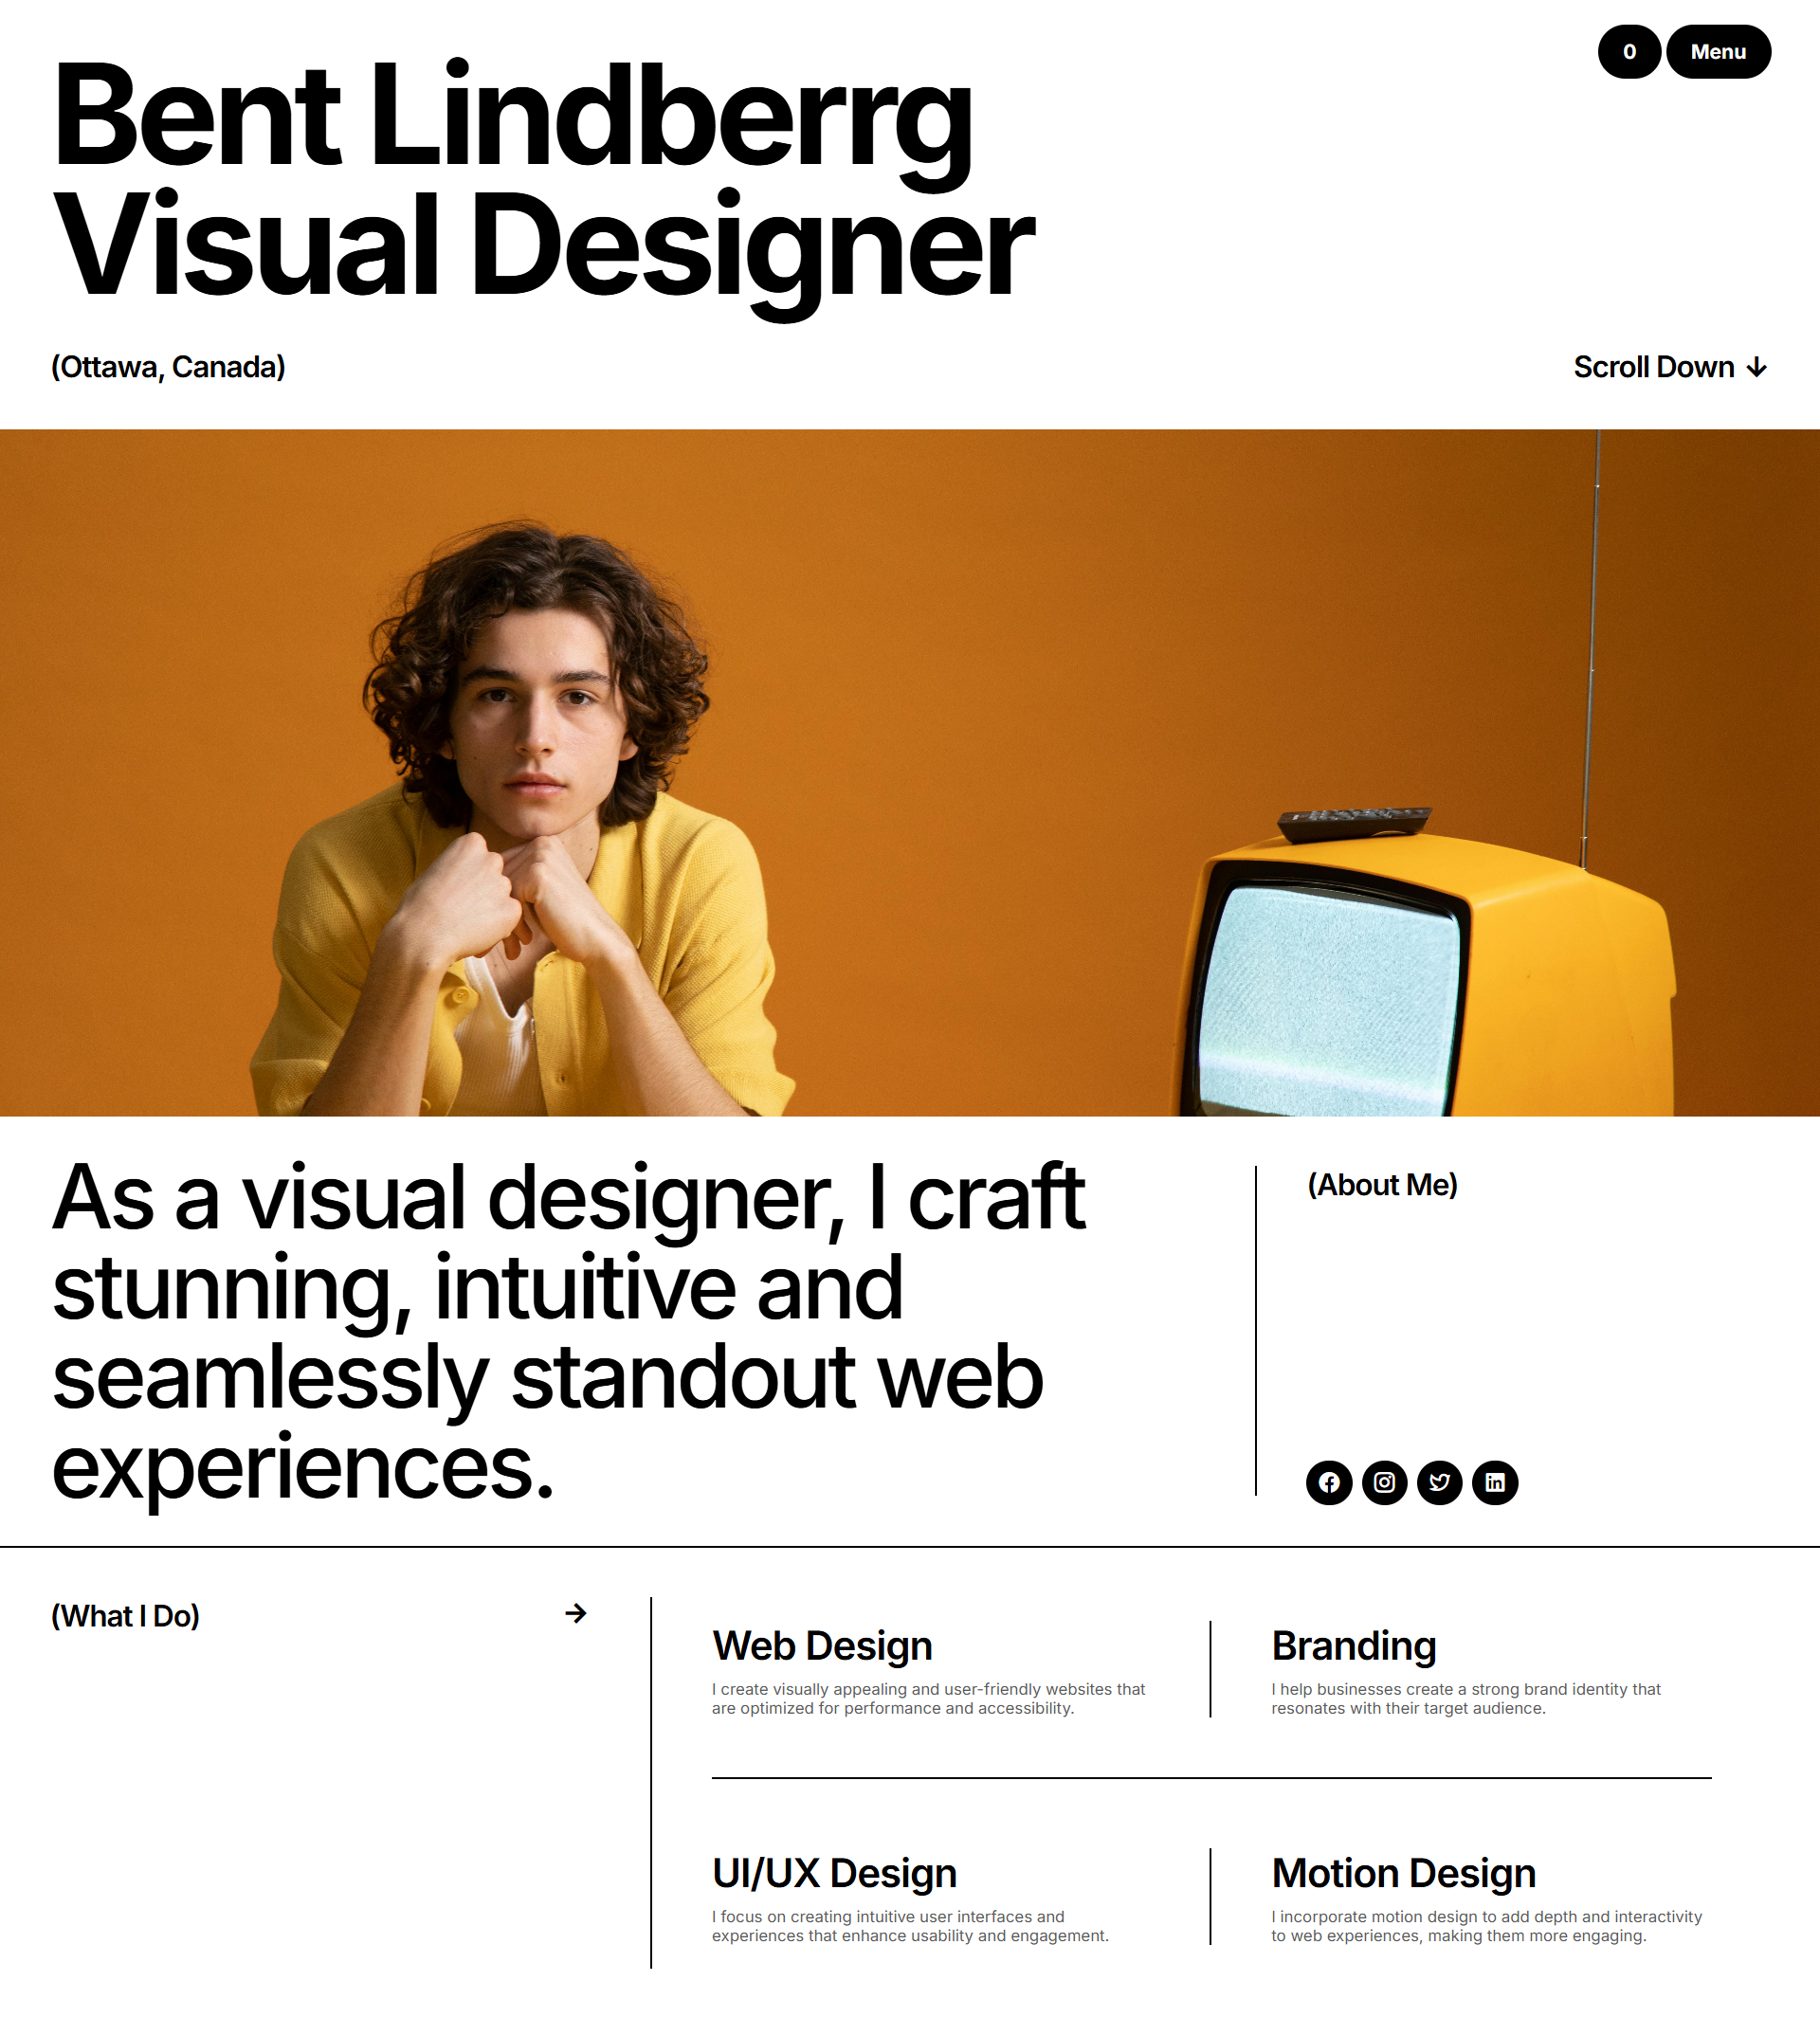 0
Menu
Bent Lindberrg
Visual Designer
(Ottawa, Canada)
Scroll Down ↓
As a visual designer, I craft
stunning, intuitive and
seamlessly standout web
experiences.
(About Me)
(What I Do)
→
Web Design
I create visually appealing and user-friendly websites that
are optimized for performance and accessibility.
Branding
I help businesses create a strong brand identity that
resonates with their target audience.
UI/UX Design
I focus on creating intuitive user interfaces and
experiences that enhance usability and engagement.
Motion Design
I incorporate motion design to add depth and interactivity
to web experiences, making them more engaging.